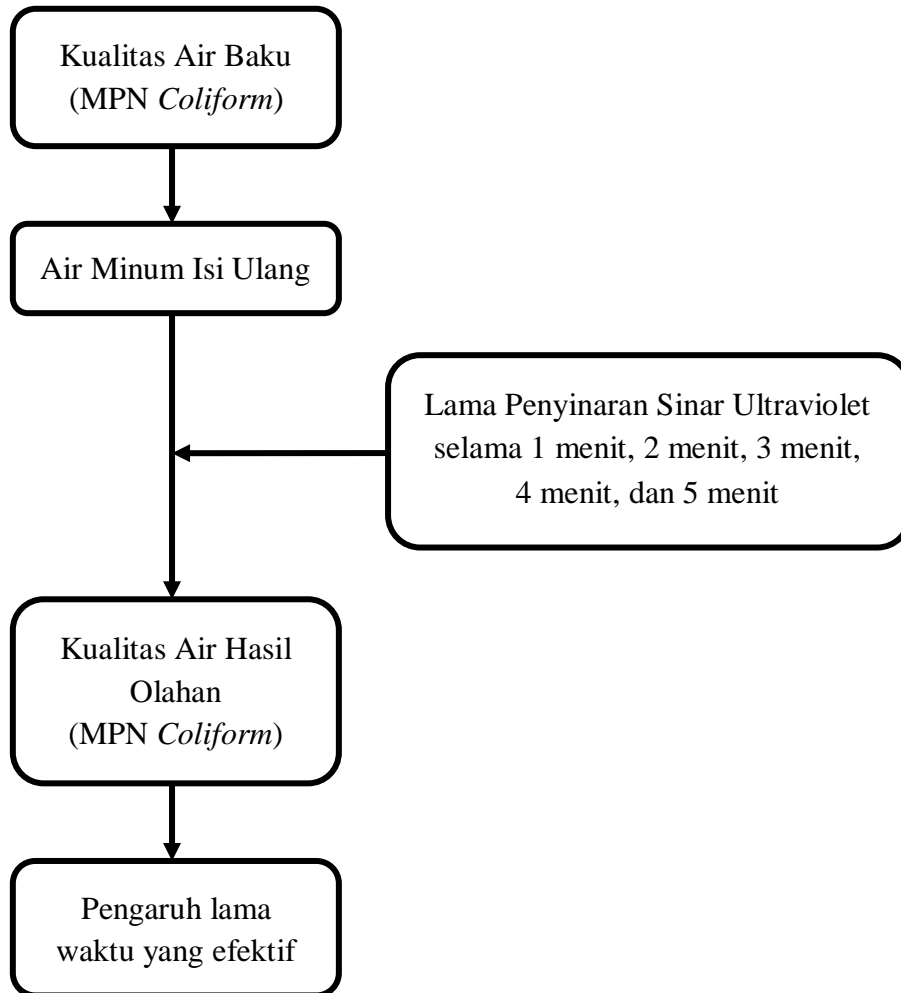 Kualitas Air Baku
(MPN Coliform)
Air Minum Isi Ulang
Lama Penyinaran Sinar Ultraviolet
selama 1 menit, 2 menit, 3 menit,
4 menit, dan 5 menit
Kualitas Air Hasil
Olahan
(MPN Coliform)
Pengaruh lama
waktu yang efektif